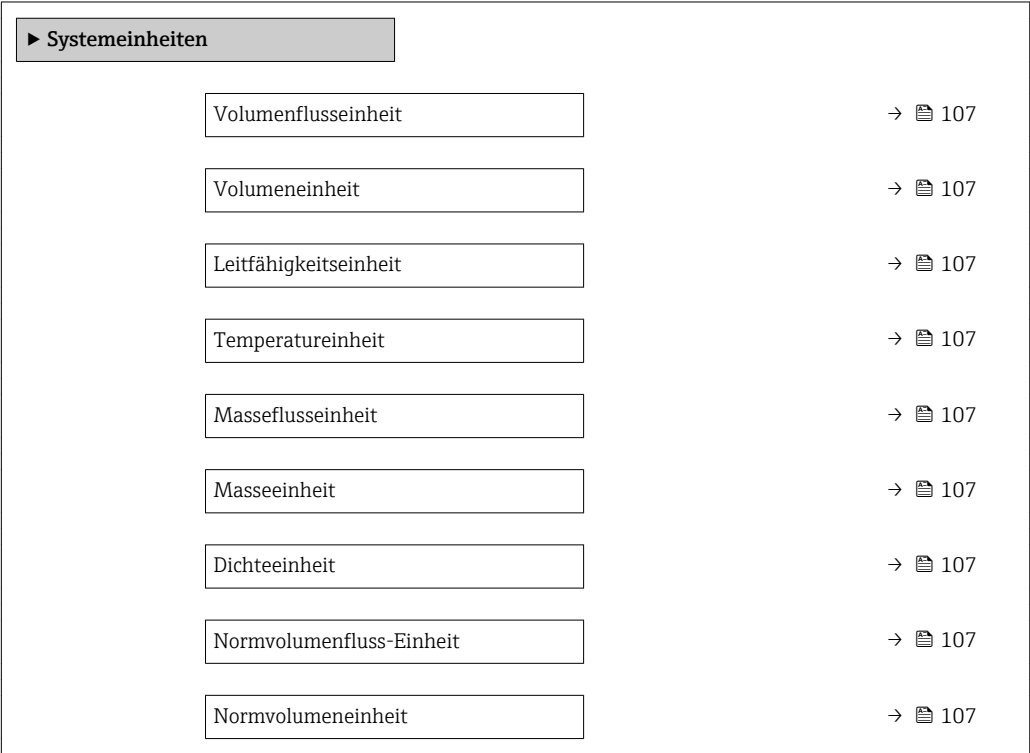 ▶ Systemeinheiten
Volumenflusseinheit → 107
Volumeneinheit → 107
Leitfähigkeitseinheit → 107
Temperatureinheit → 107
Masseflusseinheit → 107
Masseeinheit → 107
Dichteeinheit → 107
Normvolumenfluss-Einheit → 107
Normvolumeneinheit → 107